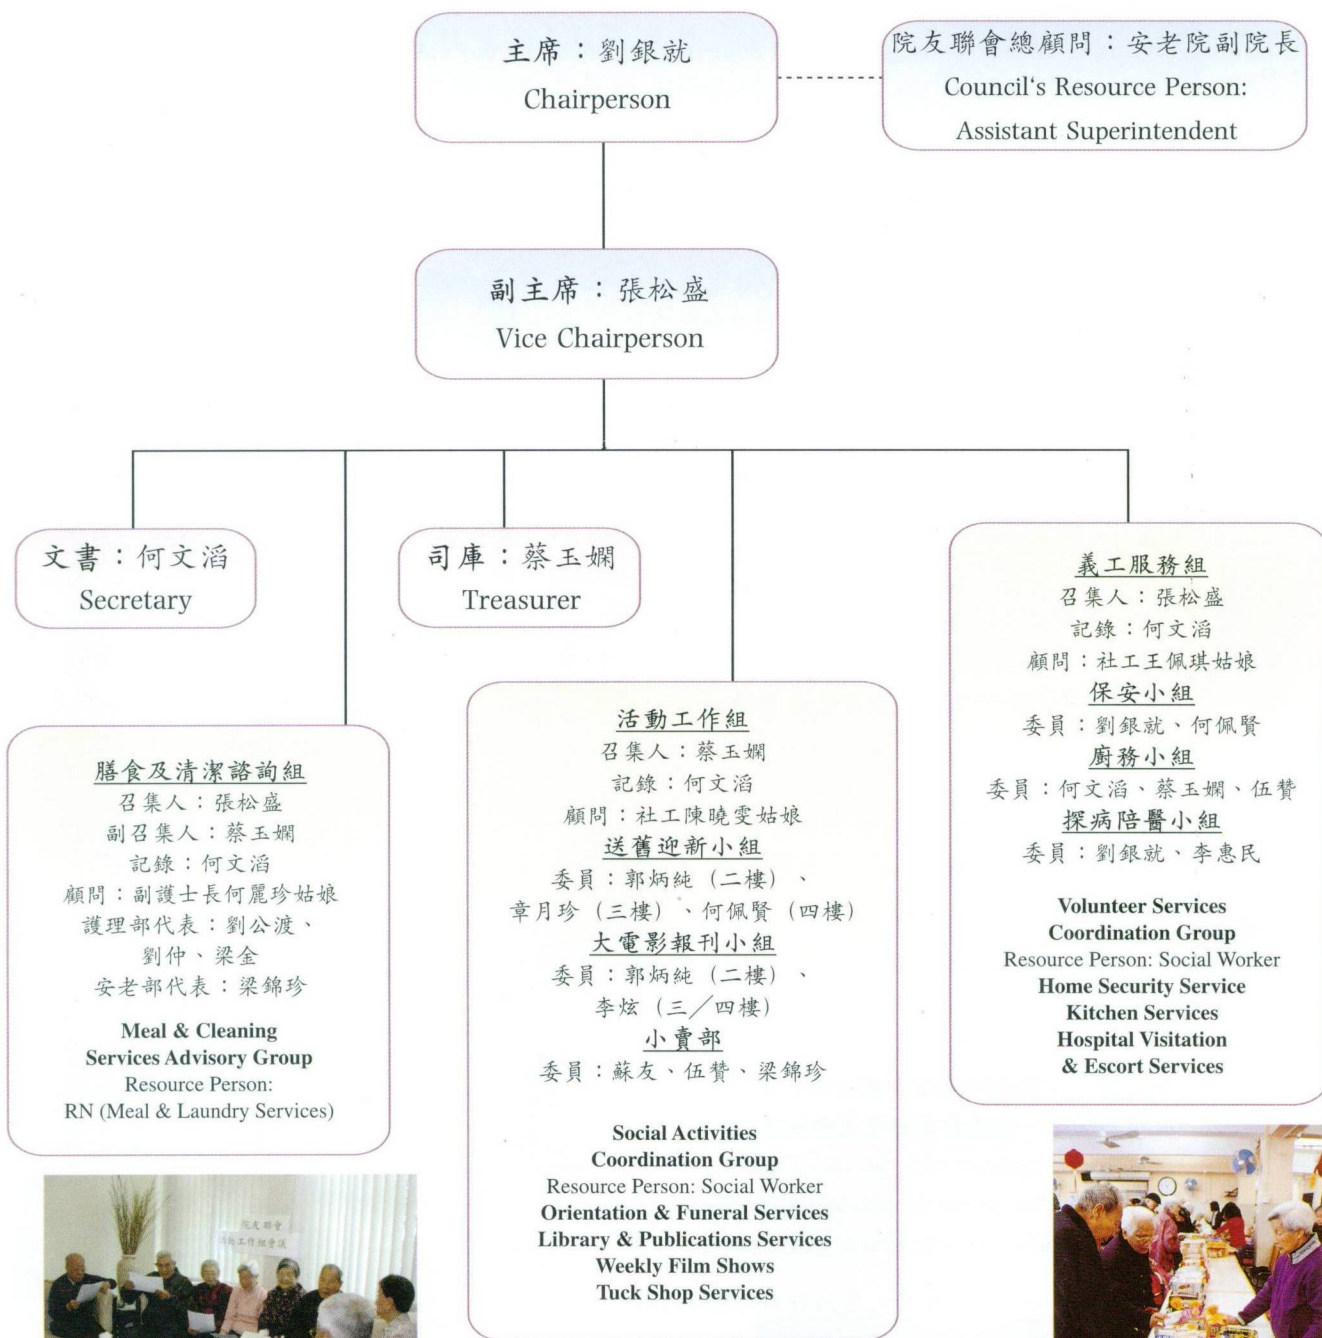 主席：劉銀就
Chairperson
院友聯會總顧問：安老院副院長
Council‘s Resource Person:
Assistant Superintendent
副主席：張松盛
Vice Chairperson
文書：何文滔
Secretary
司庫：蔡玉嫻
Treasurer
膳食及清潔諮詢組
召集人：張松盛
副召集人：蔡玉嫻
記錄：何文滔
顧問：副護士長何麗珍姑娘
護理部代表：劉公渡、
劉仲、梁金
安老部代表：梁錦珍
Meal & Cleaning
Services Advisory Group
Resource Person:
RN (Meal & Laundry Services)
活動工作組
召集人：蔡玉嫻
記錄：何文滔
顧問：社工陳曉雯姑娘
送舊迎新小組
委員：郭炳純（二樓）、
章月珍（三樓）、何佩賢（四樓）
大電影報刊小組
委員：郭炳純（二樓）、
李炫（三／四樓）
小賣部
委員：蘇友、伍贊、梁錦珍
Social Activities
Coordination Group
Resource Person: Social Worker
Orientation & Funeral Services
Library & Publications Services
Weekly Film Shows
Tuck Shop Services
義工服務組
召集人：張松盛
記錄：何文滔
顧問：社工王佩琪姑娘
保安小組
委員：劉銀就、何佩賢
廚務小組
委員：何文滔、蔡玉嫻、伍贊
探病陪醫小組
委員：劉銀就、李惠民
Volunteer Services
Coordination Group
Resource Person: Social Worker
Home Security Service
Kitchen Services
Hospital Visitation
& Escort Services
院友聯會
活動工作組會議